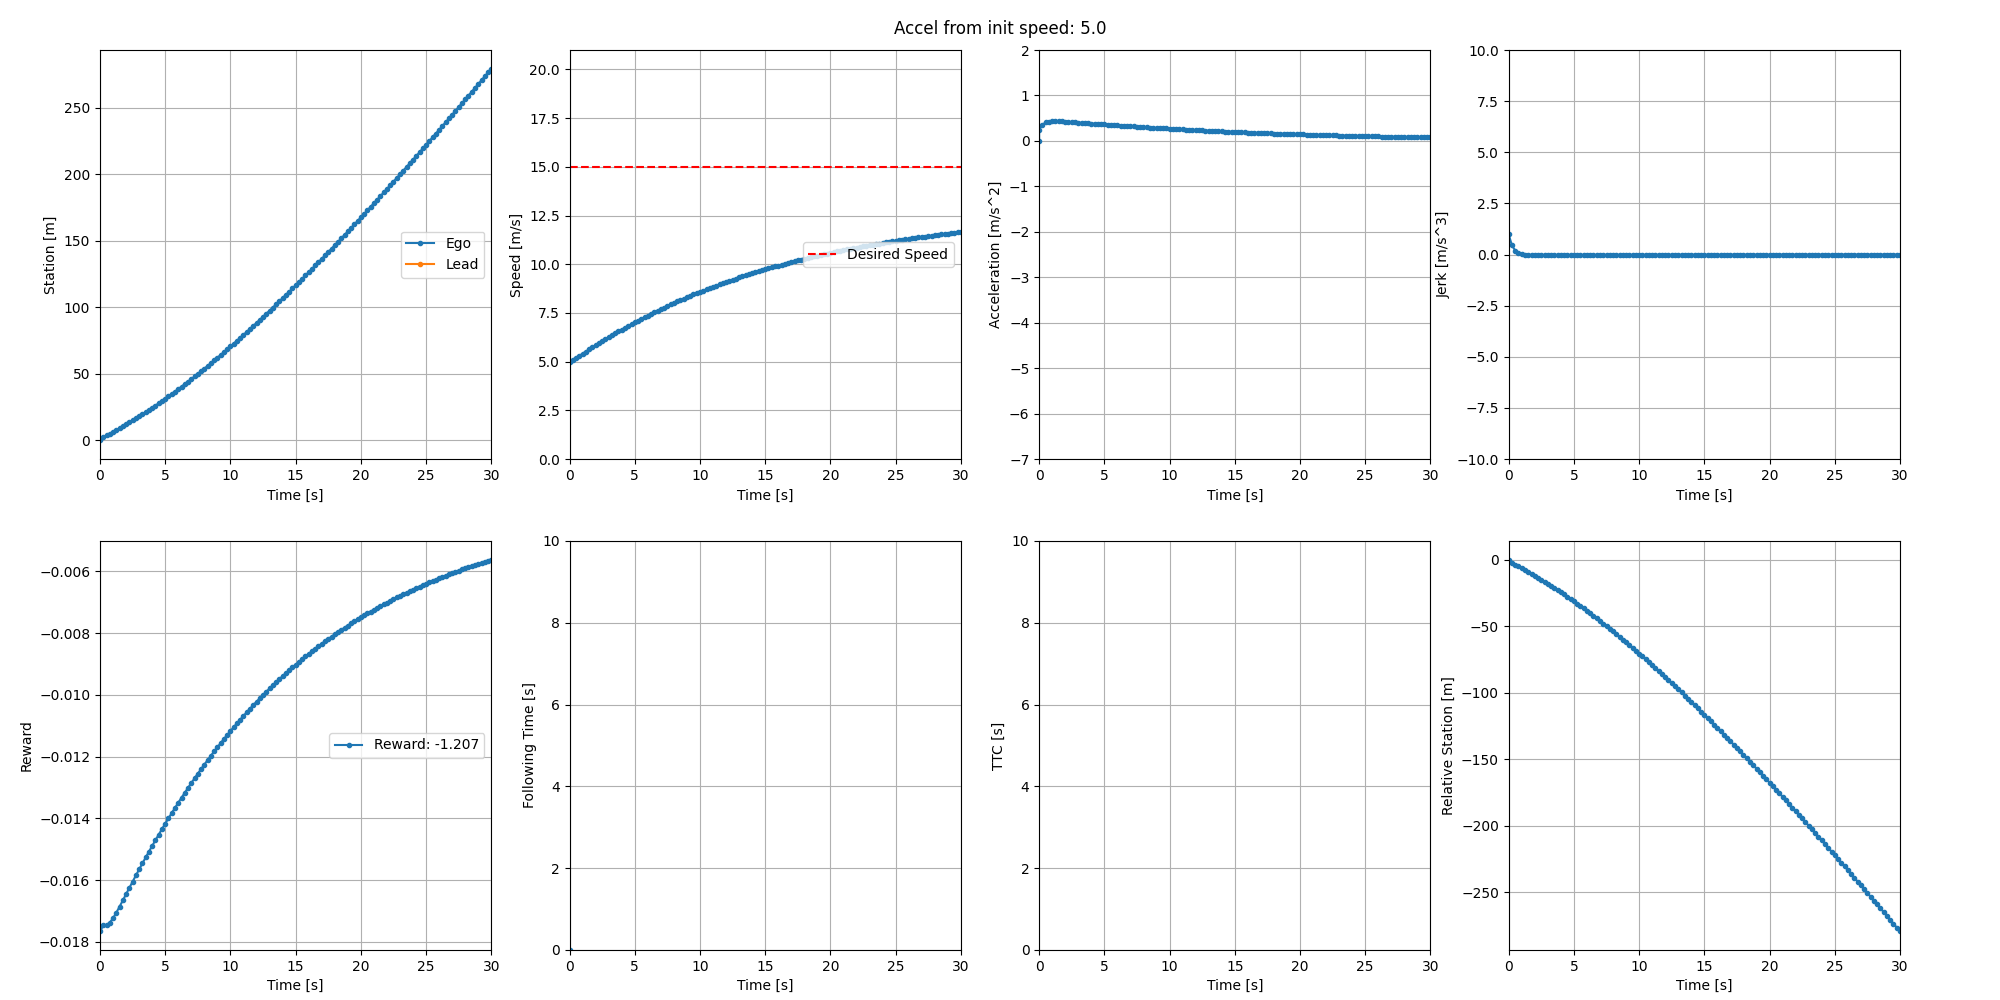 Accel from init speed: 5.0
Station [m]
250
200
150
100
50
0
Ego
Lead
0 5 10 15 20 25 30
Time [s]
Speed [m/s]
20.0
17.5
15.0
12.5
10.0
7.5
5.0
2.5
0.0
Desired Speed
0 5 10 15 20 25 30
Time [s]
Acceleration [m/s^2]
2
1
0
−1
−2
−3
−4
−5
−6
−7
0 5 10 15 20 25 30
Time [s]
Jerk [m/s^3]
10.0
7.5
5.0
2.5
0.0
−2.5
−5.0
−7.5
−10.0
0 5 10 15 20 25 30
Time [s]
Reward
−0.006
−0.008
−0.010
−0.012
−0.014
−0.016
−0.018
Reward: -1.207
0 5 10 15 20 25 30
Time [s]
Following Time [s]
10
8
6
4
2
0
0 5 10 15 20 25 30
Time [s]
TTC [s]
10
8
6
4
2
0
0 5 10 15 20 25 30
Time [s]
Relative Station [m]
0
−50
−100
−150
−200
−250
0 5 10 15 20 25 30
Time [s]